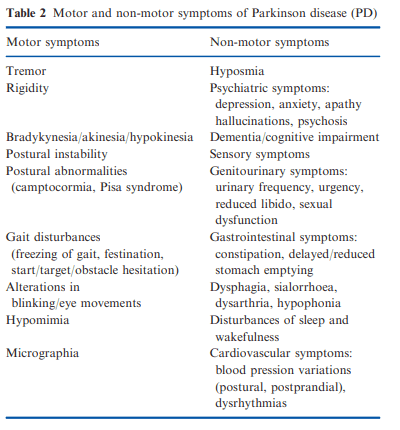 Table 2 Motor and non-motor symptoms of Parkinson disease (PD)
Motor symptoms Non-motor symptoms
Tremor Hyposmia
Rigidity Psychiatric symptoms:
depression, anxiety, apathy
hallucinations, psychosis
Bradykynesia/akinesia/hypokinesia Dementia/cognitive impairment
Postural instability Sensory symptoms
Postural abnormalities Genitourinary symptoms:
(camptocormia, Pisa syndrome) urinary frequency, urgency,
reduced libido, sexual
dysfunction
Gait disturbances Gastrointestinal symptoms:
(freezing of gait, festination, constipation, delayed/reduced
start/target/obstacle hesitation) stomach emptying
Alterations in Dysphagia, sialorrhoea,
blinking/eye movements dysarthria, hypophonia
Hypomimia Disturbances of sleep and
wakefulness
Micrographia Cardiovascular symptoms:
blood pression variations
(postural, postprandial),
dysrhythmias